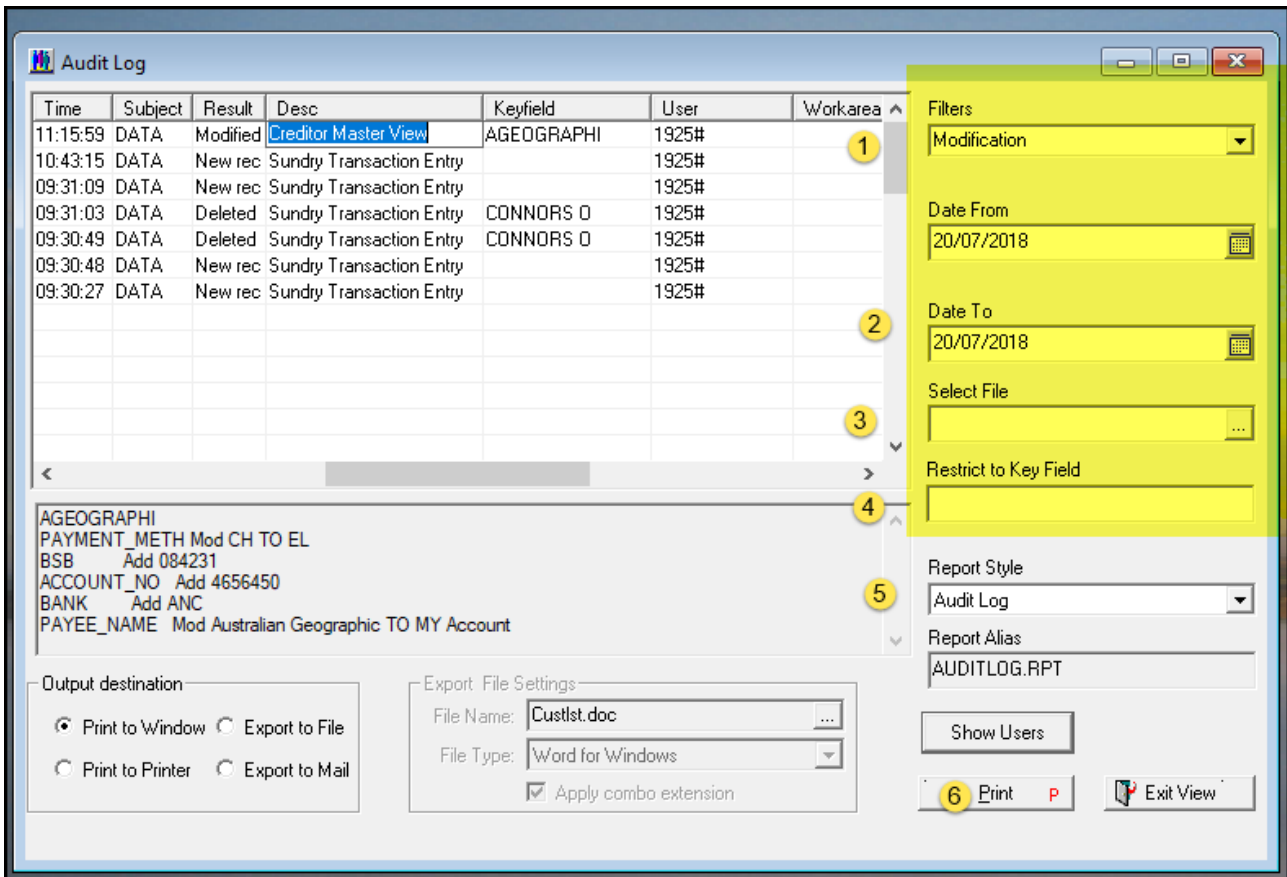 Audit Log
Time Subject Result Desc Keyfield User Workarea
11:15:59 DATA Modified Creditor Master View AGEOGRAPHI 1925#
10:43:15 DATA New rec Sundry Transaction Entry 1925#
09:31:09 DATA New rec Sundry Transaction Entry 1925#
09:31:03 DATA Deleted Sundry Transaction Entry CONNORS O 1925#
09:30:49 DATA Deleted Sundry Transaction Entry CONNORS O 1925#
09:30:48 DATA New rec Sundry Transaction Entry 1925#
09:30:27 DATA New rec Sundry Transaction Entry 1925#
1
2
3
4
5
Filters
Modification
Date From
20/07/2018
Date To
20/07/2018
Select File
...
Restrict to Key Field
AGEOGRAPHI
PAYMENT_METH Mod CH TO EL
BSB Add 084231
ACCOUNT_NO Add 4656450
BANK Add ANC
PAYEE_NAME Mod Australian Geographic TO MY Account
Report Style
Audit Log
Report Alias
AUDITLOG.RPT
Output destination
Print to Window Export to File
Print to Printer Export to Mail
Export File Settings
File Name: Custlst.doc ...
File Type: Word for Windows
Apply combo extension
Show Users
6 Print P
Exit View